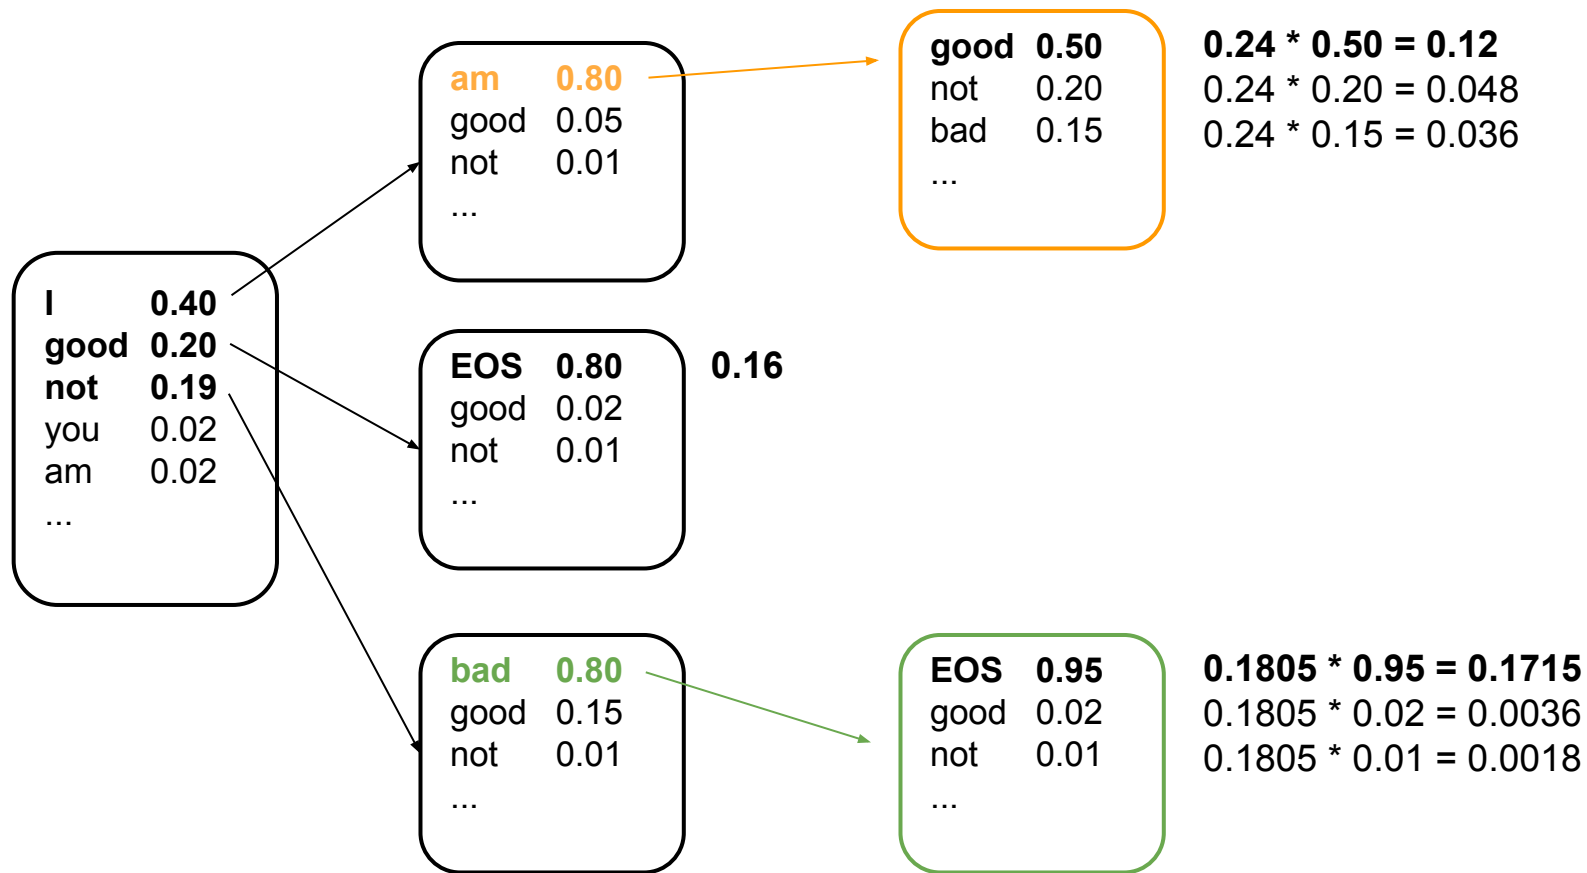 I 0.40
good 0.20
not 0.19
you 0.02
am 0.02
...
am 0.80
good 0.05
not 0.01
...
EOS 0.80
good 0.02
not 0.01
...
0.16
bad 0.80
good 0.15
not 0.01
...
good 0.50
not 0.20
bad 0.15
...
0.24 * 0.50 = 0.12
0.24 * 0.20 = 0.048
0.24 * 0.15 = 0.036
EOS 0.95
good 0.02
not 0.01
...
0.1805 * 0.95 = 0.1715
0.1805 * 0.02 = 0.0036
0.1805 * 0.01 = 0.0018